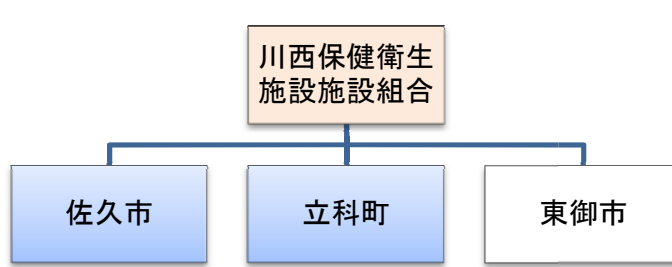 川西保健衛生
施設施設組合
佐久市
立科町
東御市